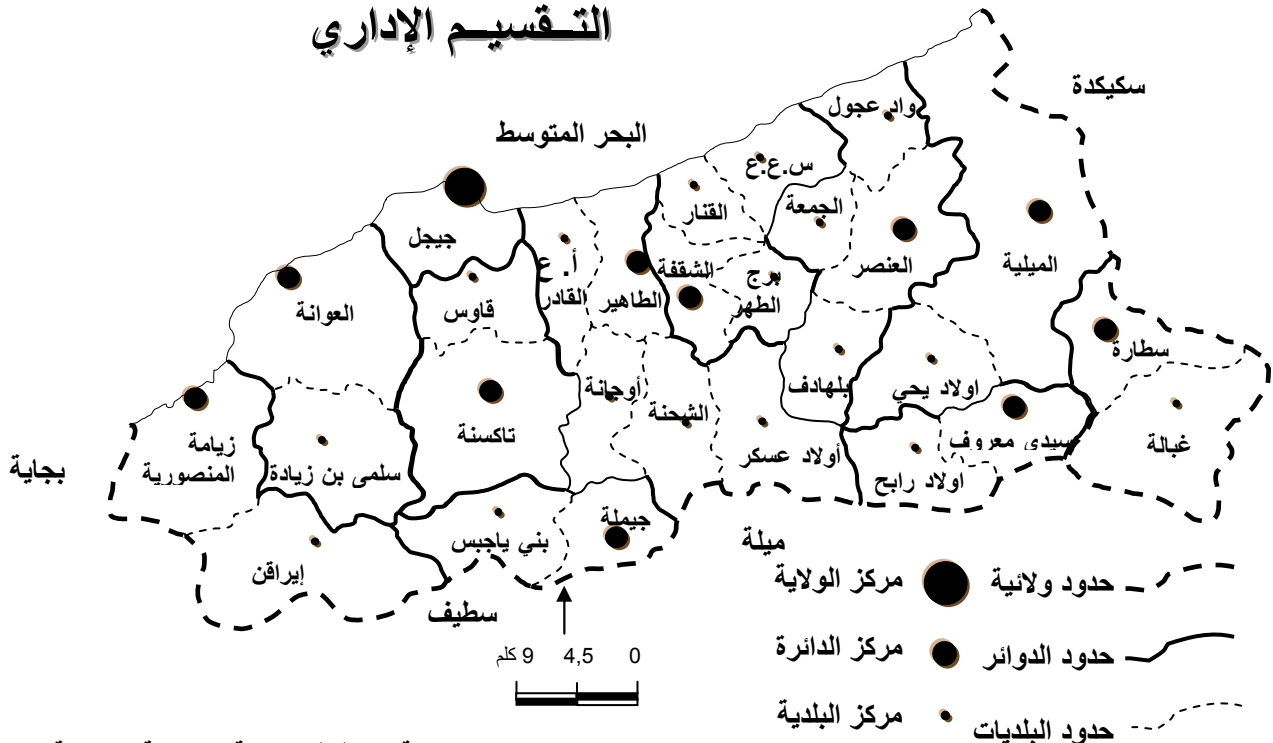 التــقسيــم الإداري
سكيكدة
البحر المتوسط
واد عجول
س.ع.ع
القنار
الجمعة
جيجل
العنصر
الميلية
أ. ع
القادر
الطاهير
الشقفة
برج
الطهر
العوانة
قاوس
سطارة
بلهادف
اولاد يحي
أوجانة
الشحنة
تاكسنة
زيامة
المنصورية
سلمى بن زيادة
أولاد عسكر
سيدي معروف
غبالة
بجاية
اولاد رابح
جيملة
بني ياجبس
ميلة
إيراقن
سطيف
حدود ولائية
مركز الولاية
حدود الدوائر
مركز الدائرة
حدود البلديات
مركز البلدية
0 4,5 9 كلم